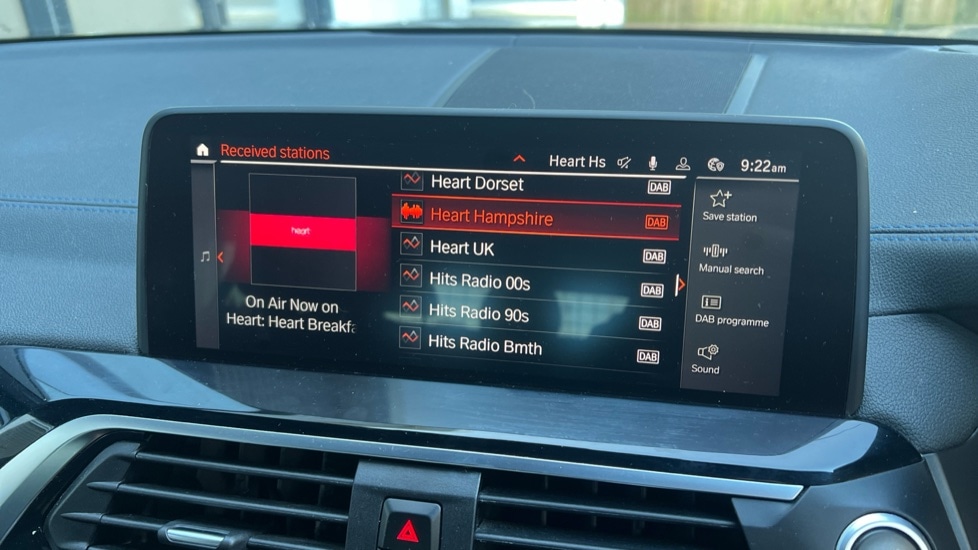 Received stations
Heart Hs
9:22am
heart
On Air Now on
Heart: Heart Breakfa
Heart Dorset DAB
Heart Hampshire DAB
Heart UK DAB
Hits Radio 00s DAB
Hits Radio 90s DAB
Hits Radio Bmth DAB
Save station
Manual search
DAB programme
Sound